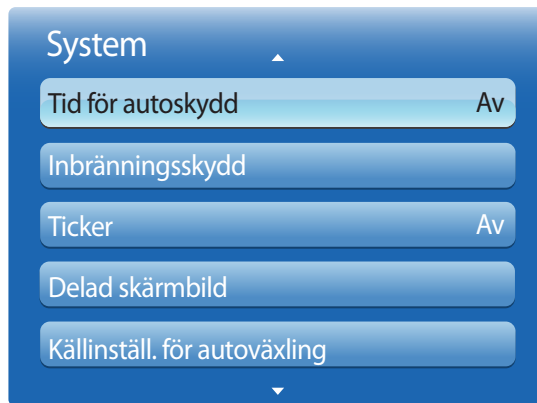 System
Tid för autoskydd Av
Inbränningsskydd
Ticker Av
Delad skärmbild
Källinställ. för autoväxling